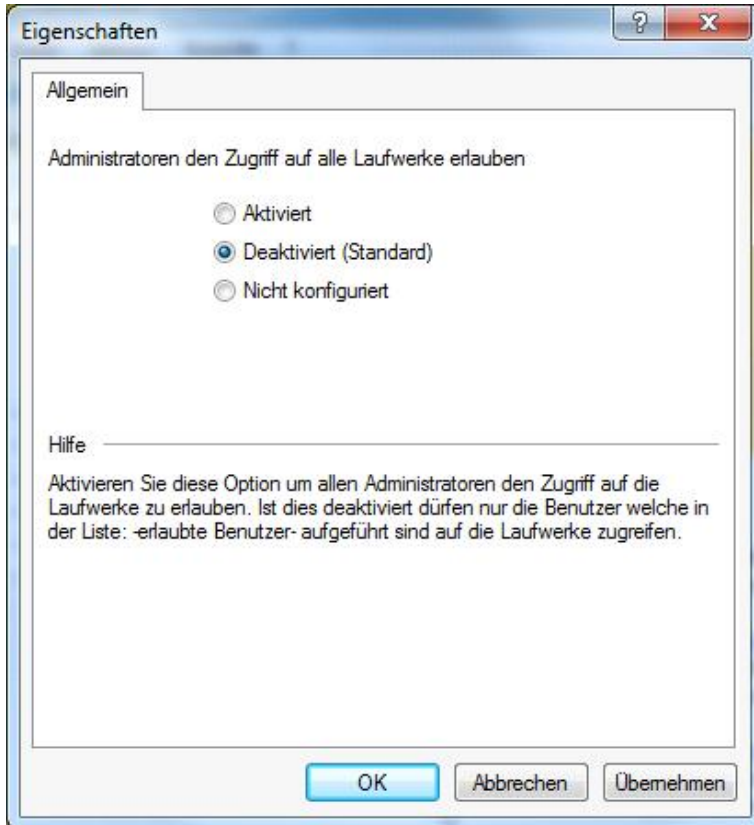 Eigenschaften
?
X
Allgemein
Administratoren den Zugriff auf alle Laufwerke erlauben
Aktiviert
Deaktiviert (Standard)
Nicht konfiguriert
Hilfe
Aktivieren Sie diese Option um allen Administratoren den Zugriff auf die
Laufwerke zu erlauben. Ist dies deaktiviert dürfen nur die Benutzer welche in
der Liste: -erlaubte Benutzer- aufgeführt sind auf die Laufwerke zugreifen.
OK
Abbrechen
Übernehmen